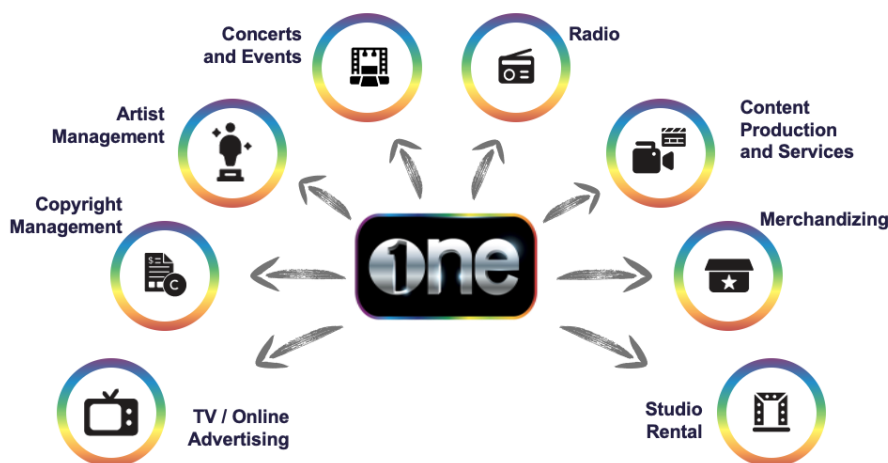 Concerts
and Events
Radio
Artist
Management
Content
Production
and Services
Copyright
Management
Merchandizing
one
TV / Online
Advertising
Studio
Rental